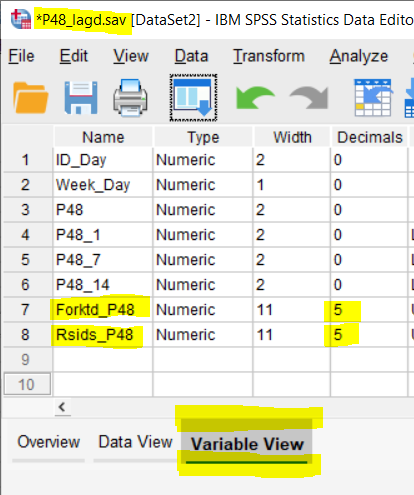 *P48_lagd.sav [DataSet2] - IBM SPSS Statistics Data Edito
File Edit View Data Transform Analyze
Name Type Width Decimals
1 ID_Day Numeric 2 0
2 Week_Day Numeric 1 0
3 P48 Numeric 2 0
4 P48_1 Numeric 2 0
5 P48_7 Numeric 2 0
6 P48_14 Numeric 2 0
7 Forktd_P48 Numeric 11 5
8 Rsids_P48 Numeric 11 5
9
10
Overview Data View Variable View